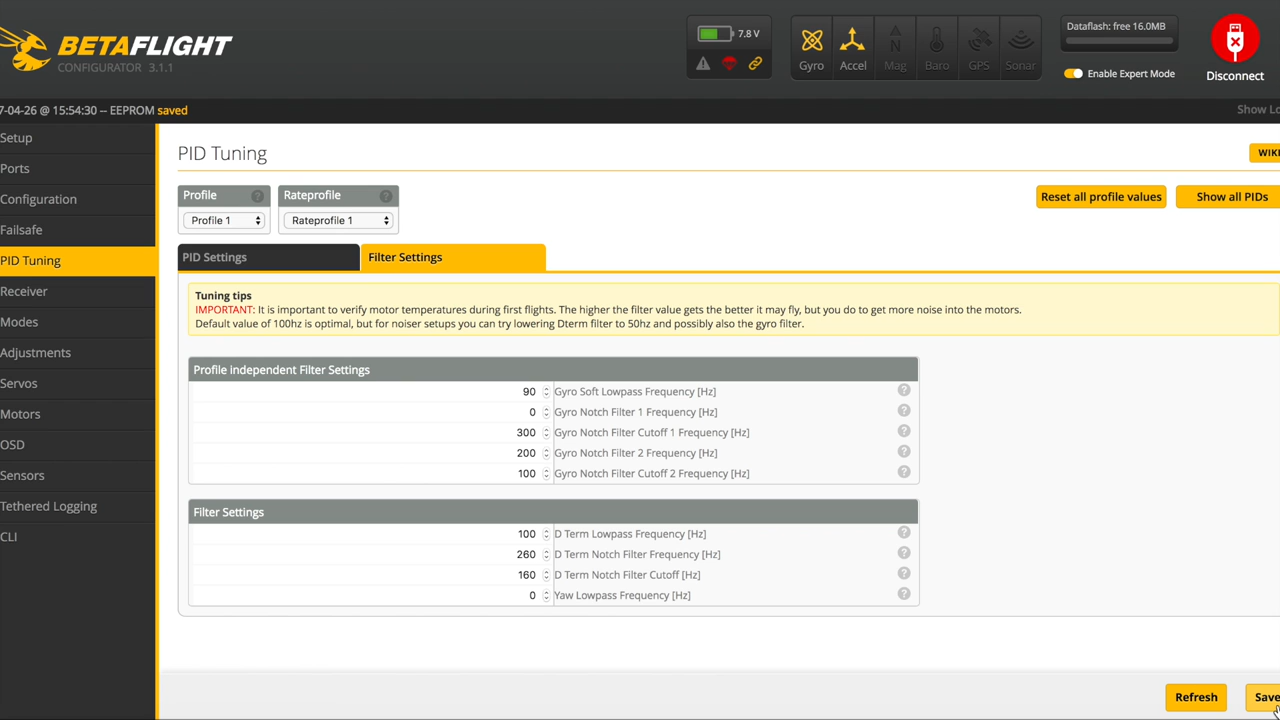 BETAFLIGHT
CONFIGURATOR 3.1.1
7.8 V
Gyro
Accel
Mag
Baro
GPS
Sonar
Dataflash: free 16.0MB
Enable Expert Mode
Disconnect
7-04-26 @ 15:54:30 -- EEPROM saved
Show Lo
Setup
Ports
Configuration
Failsafe
PID Tuning
Receiver
Modes
Adjustments
Servos
Motors
OSD
Sensors
Tethered Logging
CLI
PID Tuning
WIKI
Profile ?
Rateprofile ?
Profile 1
Rateprofile 1
Reset all profile values
Show all PIDs
PID Settings
Filter Settings
Tuning tips
IMPORTANT: It is important to verify motor temperatures during first flights. The higher the filter value gets the better it may fly, but you do to get more noise into the motors.
Default value of 100hz is optimal, but for noiser setups you can try lowering Dterm filter to 50hz and possibly also the gyro filter.
Profile independent Filter Settings
90 Gyro Soft Lowpass Frequency [Hz] ?
0 Gyro Notch Filter 1 Frequency [Hz] ?
300 Gyro Notch Filter Cutoff 1 Frequency [Hz] ?
200 Gyro Notch Filter 2 Frequency [Hz] ?
100 Gyro Notch Filter Cutoff 2 Frequency [Hz] ?
Filter Settings
100 D Term Lowpass Frequency [Hz] ?
260 D Term Notch Filter Frequency [Hz] ?
160 D Term Notch Filter Cutoff [Hz] ?
0 Yaw Lowpass Frequency [Hz] ?
Refresh
Save